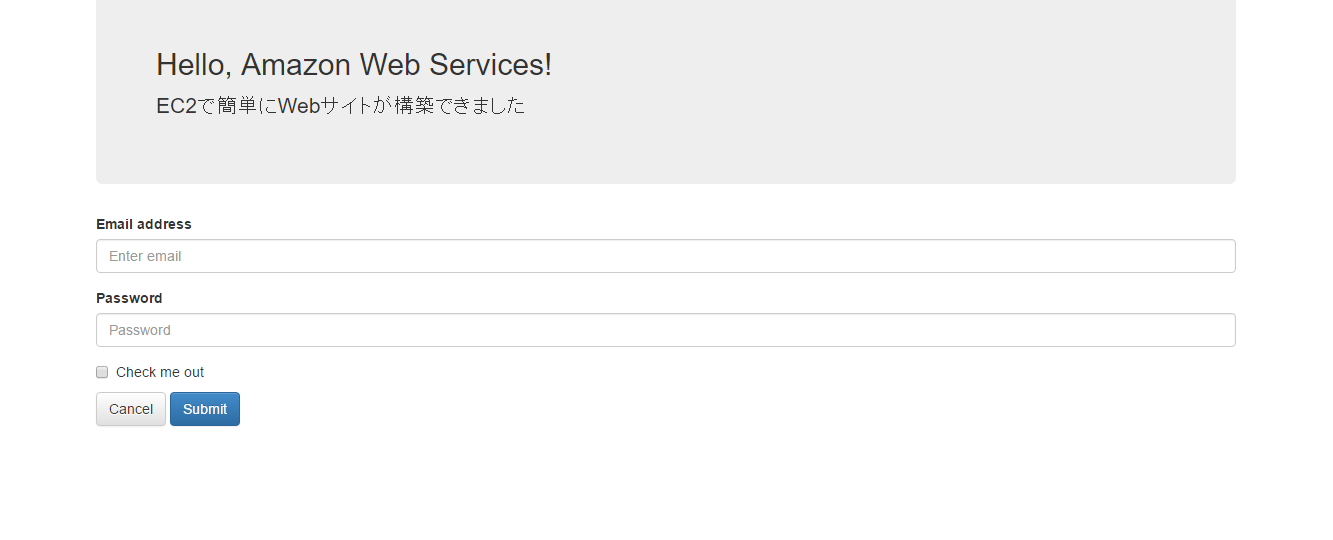 Hello, Amazon Web Services!
EC2で簡単にWebサイトが構築できました
Email address
Enter email
Password
Password
Check me out
Cancel Submit